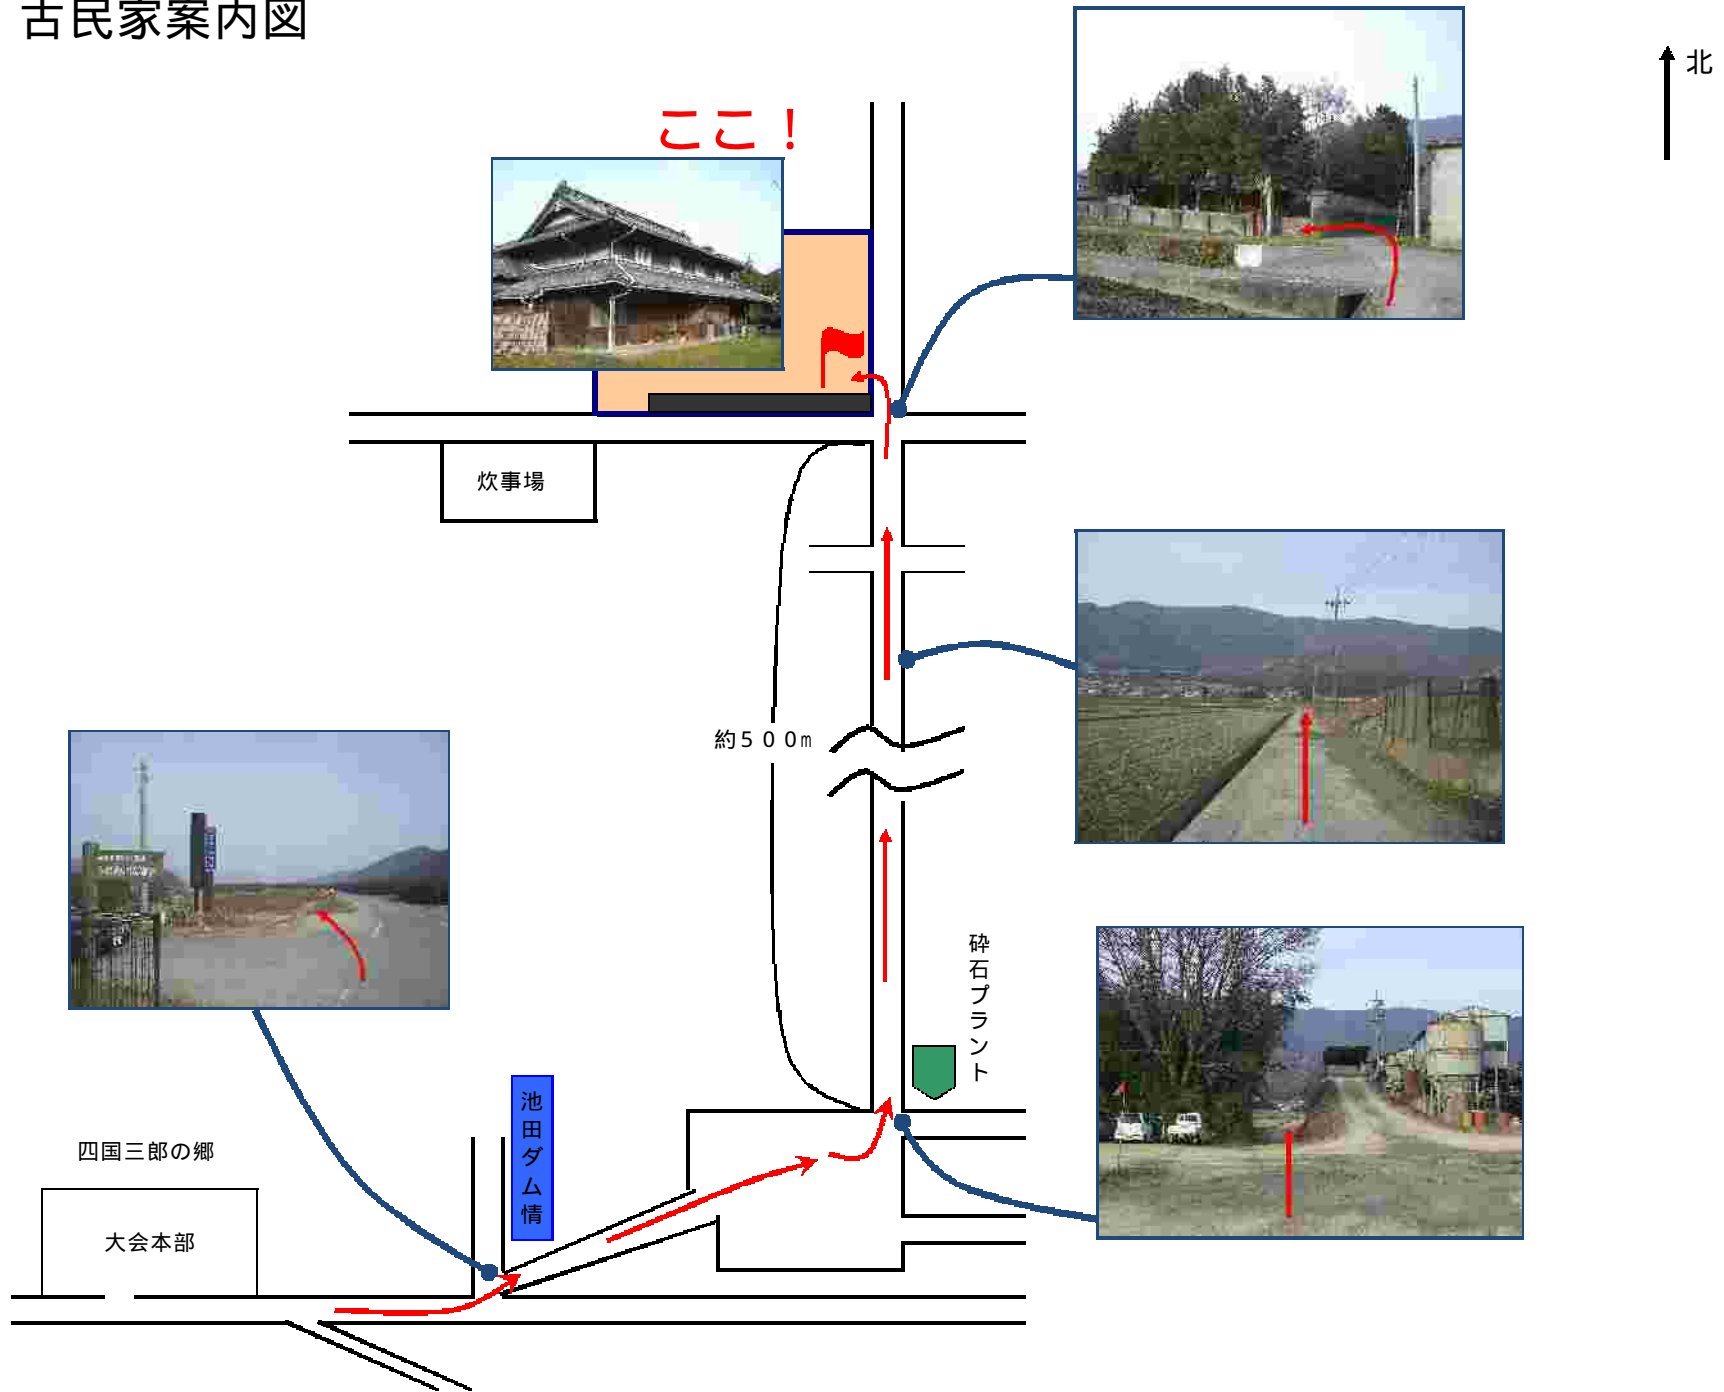 古民家案内図
北
ここ！
炊事場
約５００m
砕石プラント
池田ダム情
四国三郎の郷
大会本部